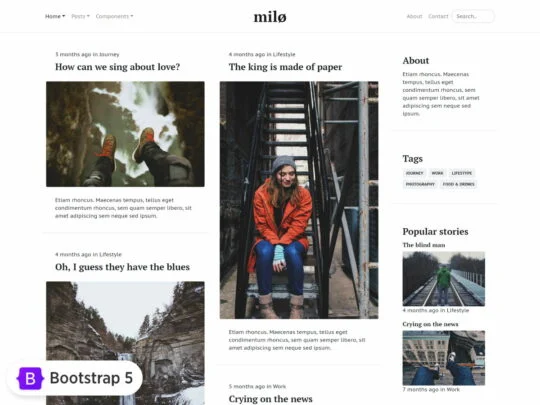 Home Posts Components
milø
About Contact Search..
3 months ago in Journey
How can we sing about love?
Etiam rhoncus. Maecenas tempus, tellus eget
condimentum rhoncus, sem quam semper libero, sit
amet adipiscing sem neque sed ipsum.
4 months ago in Lifestyle
Oh, I guess they have the blues
4 months ago in Lifestyle
The king is made of paper
Etiam rhoncus. Maecenas tempus, tellus eget
condimentum rhoncus, sem quam semper libero, sit
amet adipiscing sem neque sed ipsum.
5 months ago in Work
Crying on the news
About
Etiam rhoncus. Maecenas
tempus, tellus eget
condimentum rhoncus,
sem quam semper libero, sit amet
adipiscing sem neque sed
ipsum.
Tags
JOURNEY WORK LIFESTYPE
PHOTOGRAPHY FOOD & DRINKS
Popular stories
The blind man
4 months ago in Lifestyle
Crying on the news
7 months ago in Work
B Bootstrap 5